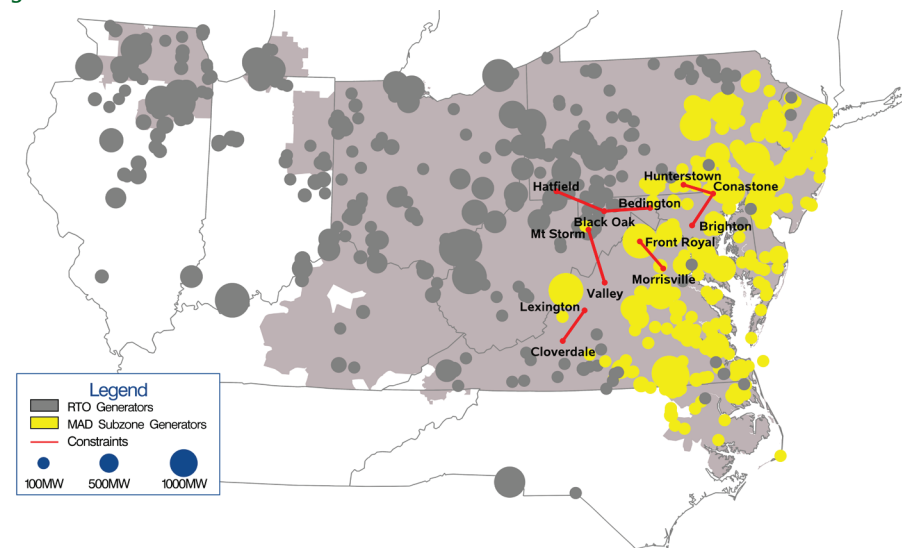 Hunterstown
Hatfield
Conastone
Bedington
Black Oak
Mt Storm
Brighton
Front Royal
Morrisville
Valley
Lexington
Cloverdale
Legend
RTO Generators
MAD Subzone Generators
Constraints
100MW 500MW 1000MW